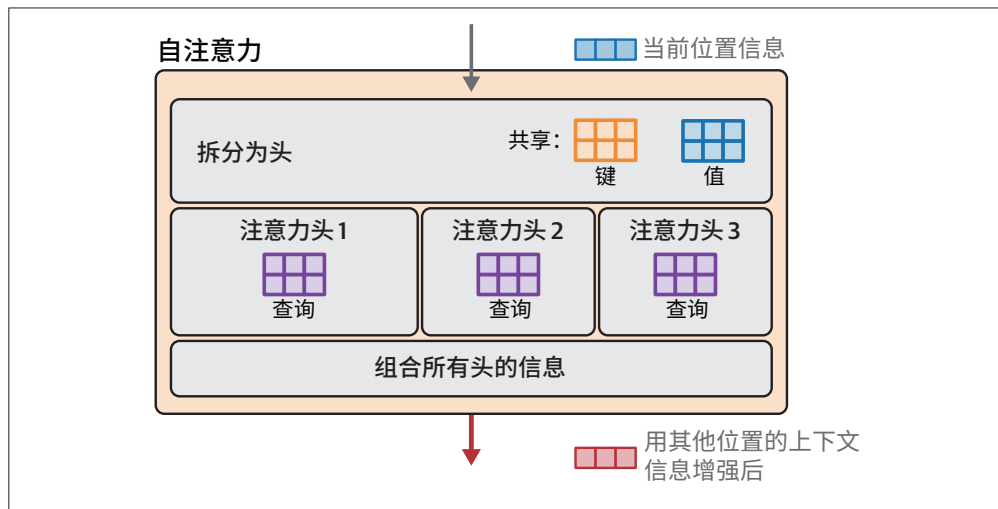 自注意力
当前位置信息
拆分为头
共享：
键
值
注意力头 1
注意力头 2
注意力头 3
查询
查询
查询
组合所有头的信息
用其他位置的上下文
信息增强后